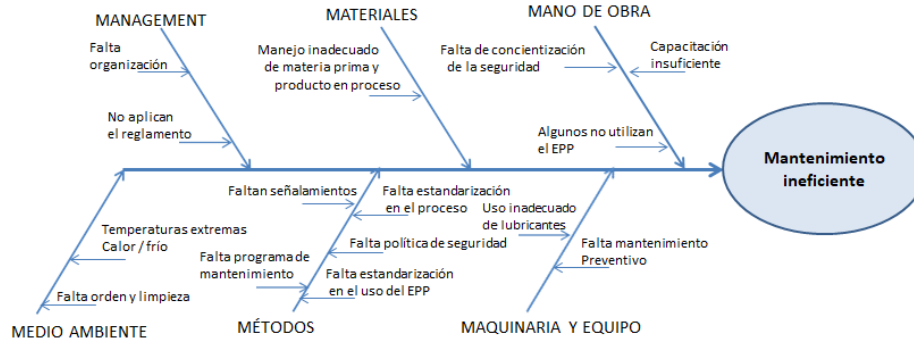 MANAGEMENT
MATERIALES
MANO DE OBRA
Falta
organización
No aplican
el reglamento
Manejo inadecuado
de materia prima y
producto en proceso
Falta de concientización
de la seguridad
Capacitación
insuficiente
Algunos no utilizan
el EPP
Mantenimiento
ineficiente
Temperaturas extremas
Calor / frío
Falta orden y limpieza
Faltan señalamientos
Falta estandarización
en el proceso
Falta política de seguridad
Falta programa de
mantenimiento
Falta estandarización
en el uso del EPP
Uso inadecuado
de lubricantes
Falta mantenimiento
Preventivo
MEDIO AMBIENTE
MÉTODOS
MAQUINARIA Y EQUIPO